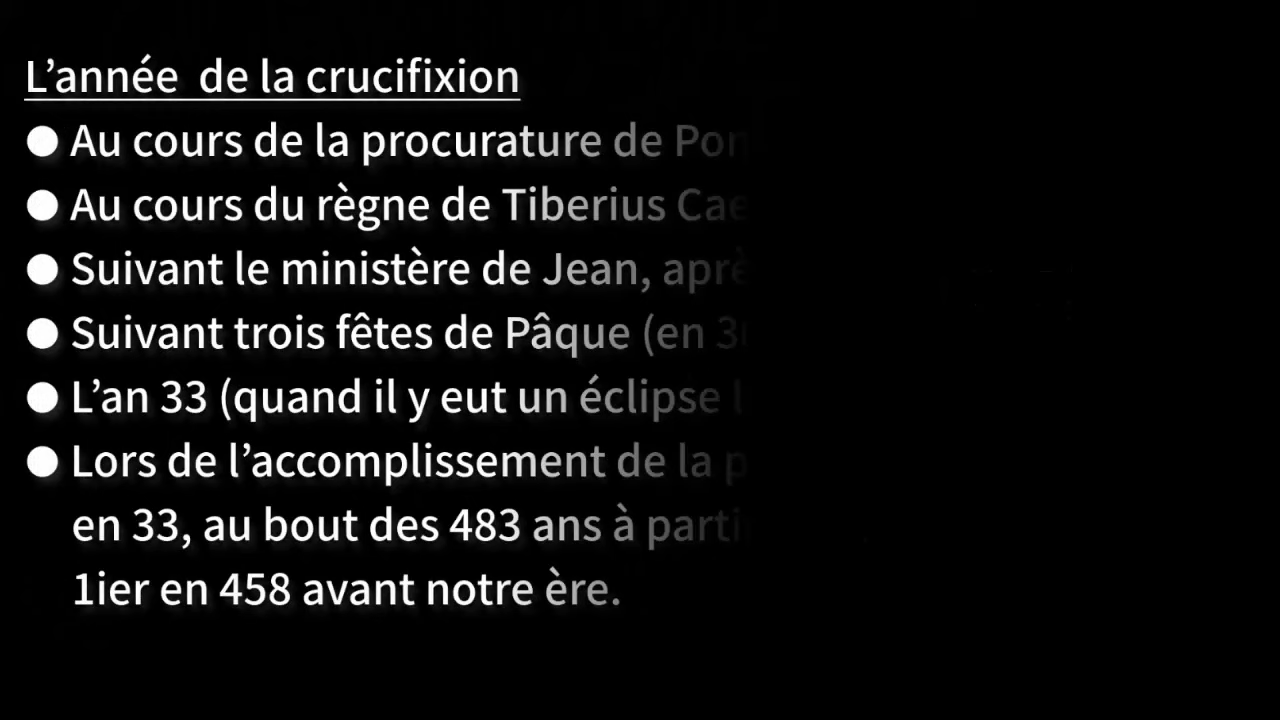 L’année de la crucifixion
● Au cours de la procurature de
● Au cours du règne de Tiberius
● Suivant le ministère de Jean,
● Suivant trois fêtes de Pâque (en
● L’an 33 (quand il y eut un éclipse
● Lors de l’accomplissement de la
en 33, au bout des 483 ans à
1ier en 458 avant notre ère.